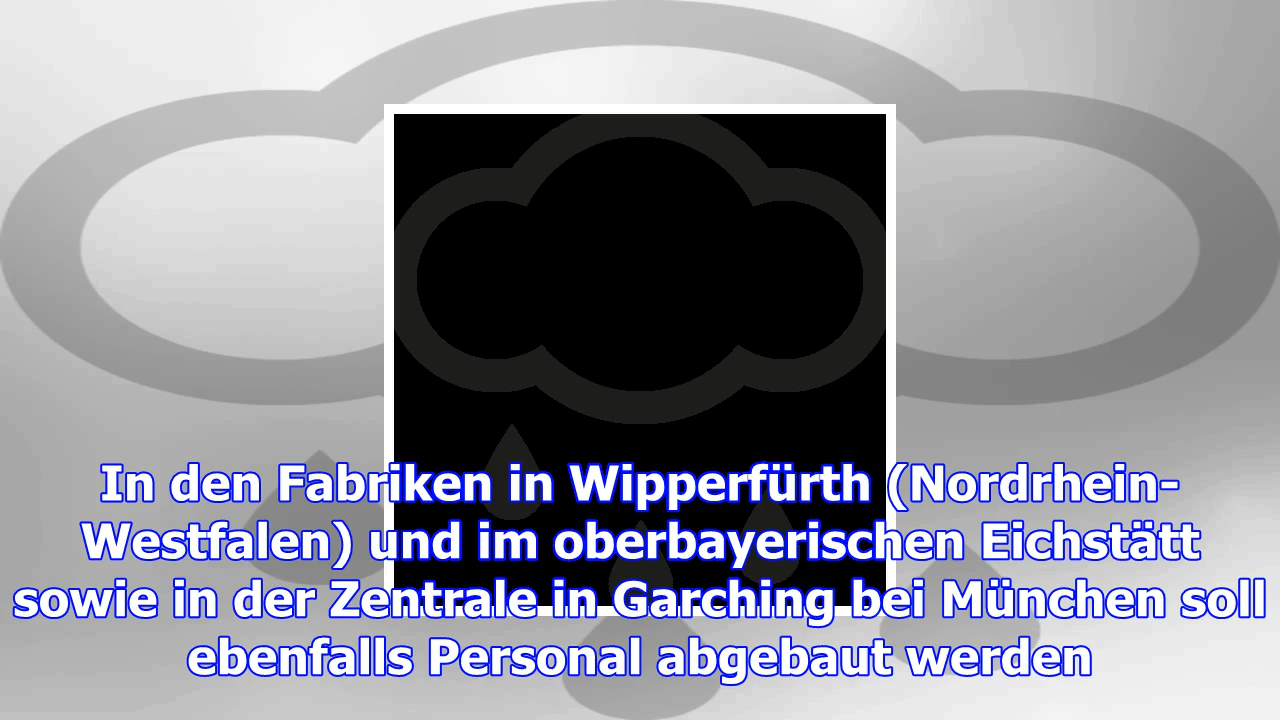 In den Fabriken in Wipperfürth (Nordrhein-
Westfalen) und im oberbayerischen Eichstätt
sowie in der Zentrale in Garching bei München soll
ebenfalls Personal abgebaut werden